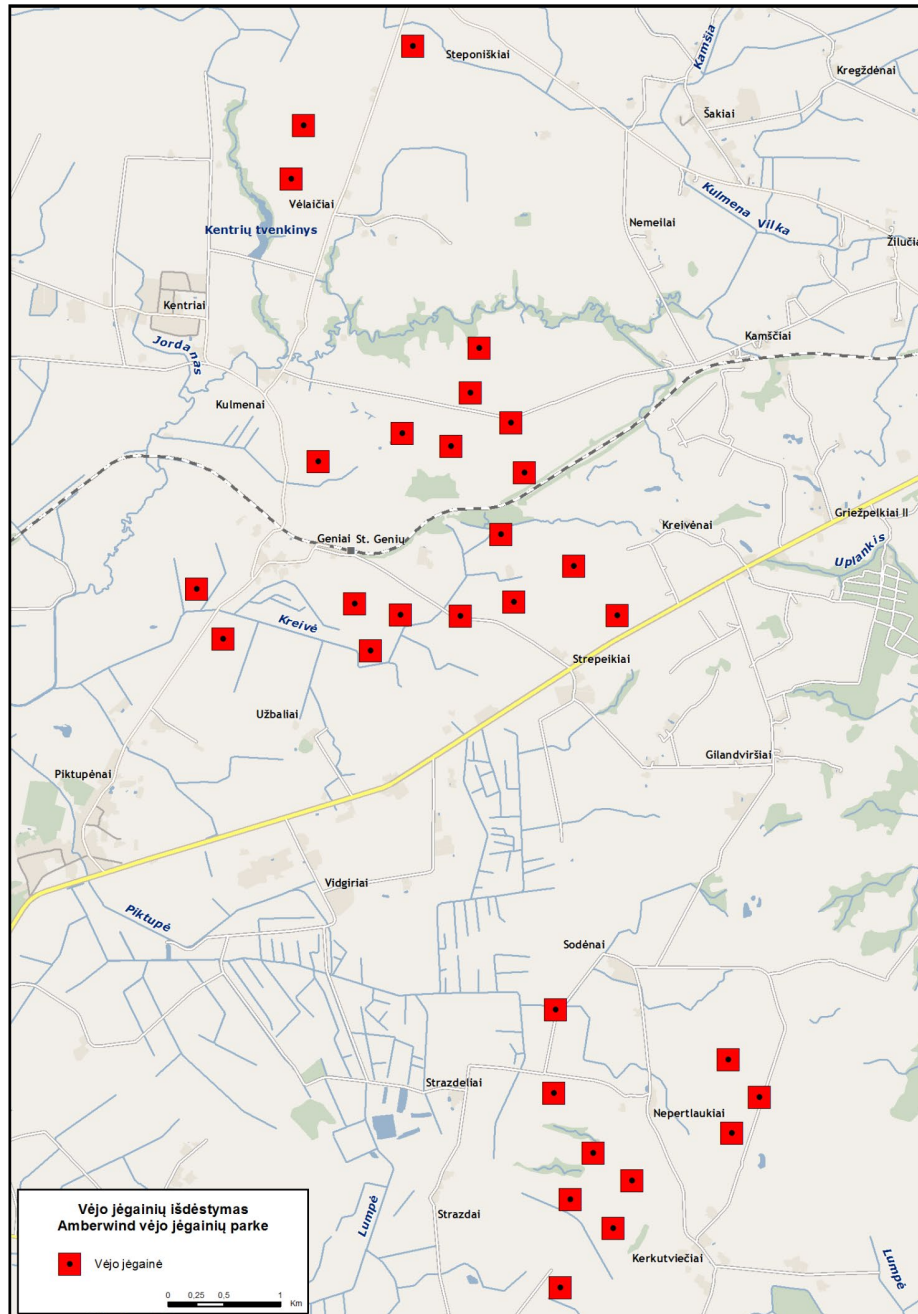 Kamšia
Steponiškiai
Kregždėnai
Šakiai
Vėlaičiai
Kulmena Vilka
Kentrių tvenkinys
Nemeilai
Žilučia
Kentriai
Jordanas
Kamščiai
Kulmenai
Griežpelkiai II
Kreivėnai
Geniai St. Genių
Uplankis
Kreivė
Strepeikiai
Užbaliai
Gilandviršiai
Piktupėnai
Vidgiriai
Piktupė
Sodėnai
Strazdeliai
Nepertlaukiai
Lumpė
Strazdai
Kerkutviečiai
Lumpė
Vėjo jėgainių išdėstymas
Amberwind vėjo jėgainių parke
Vėjo jėgainė
0 0,25 0,5 1
Km